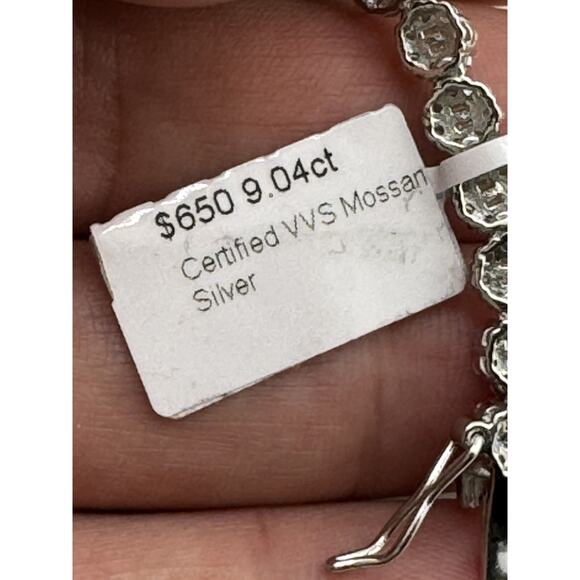 $650 9.04ct
Certified VVS Mossan
Silver